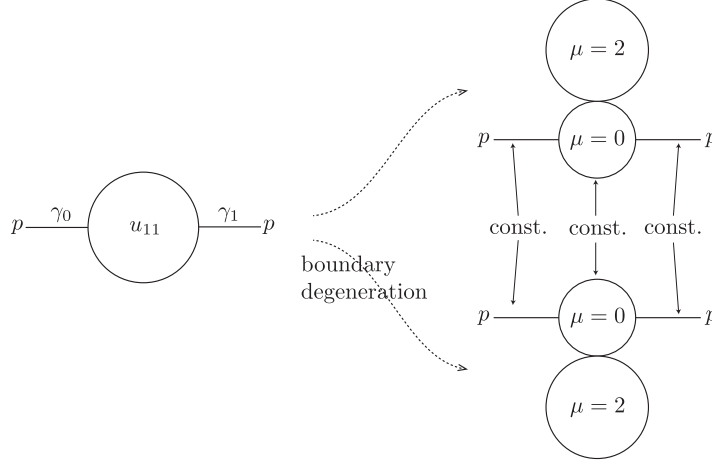 μ = 2
p μ = 0 p
γ₀ γ₁
p u₁₁ p
const. const. const.
boundary
degeneration
p μ = 0 p
μ = 2